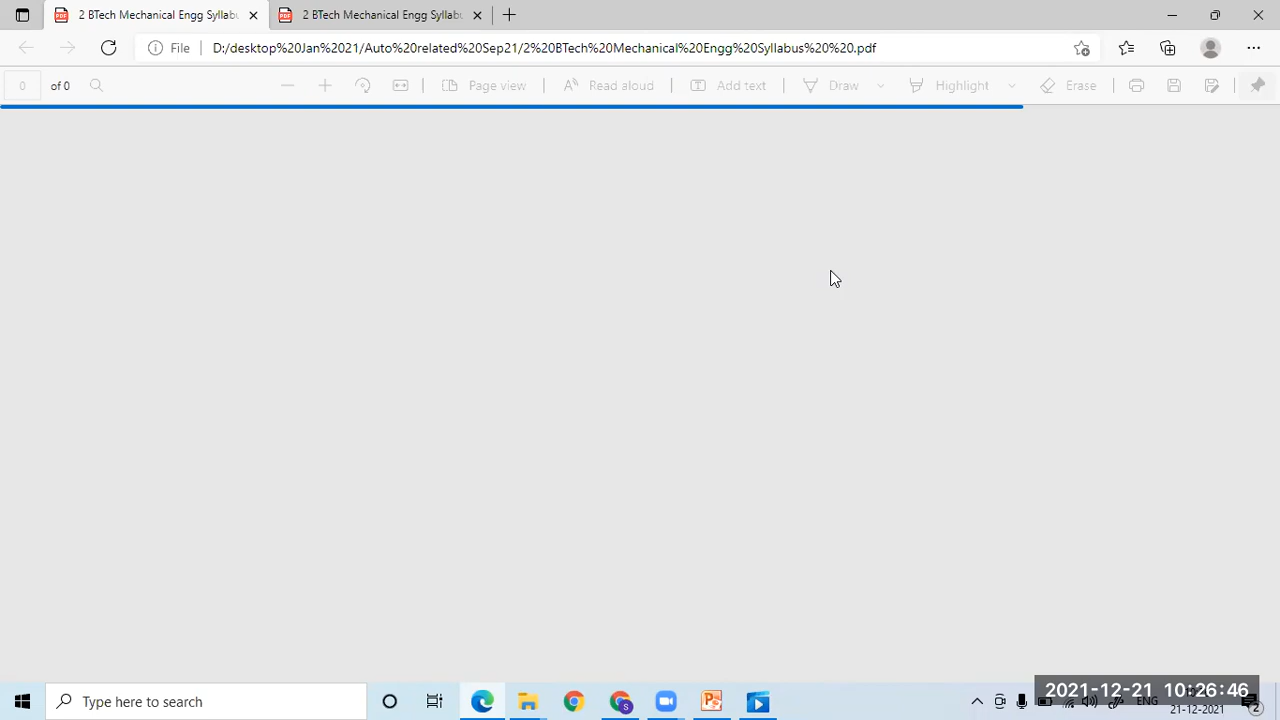 2 BTech Mechanical Engg Syllabu
2 BTech Mechanical Engg Syllabu
File
D:/desktop%20Jan%2021/Auto%20related%20Sep21/2%20BTech%20Mechanical%20Engg%20Syllabus%20%20.pdf
0 of 0
Page view
Read aloud
Add text
Draw
Highlight
Erase
Type here to search
ENG
2021-12-21 10:26:46
21-12-2021
2